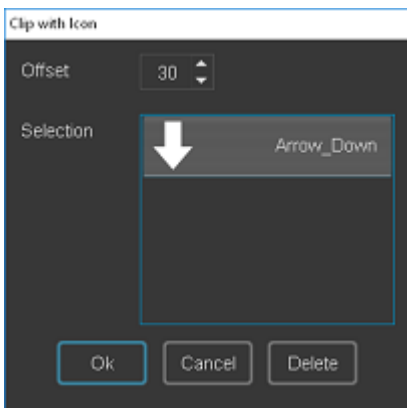 Clip with Icon
Offset 30
Selection
Arrow_Down
Ok Cancel Delete